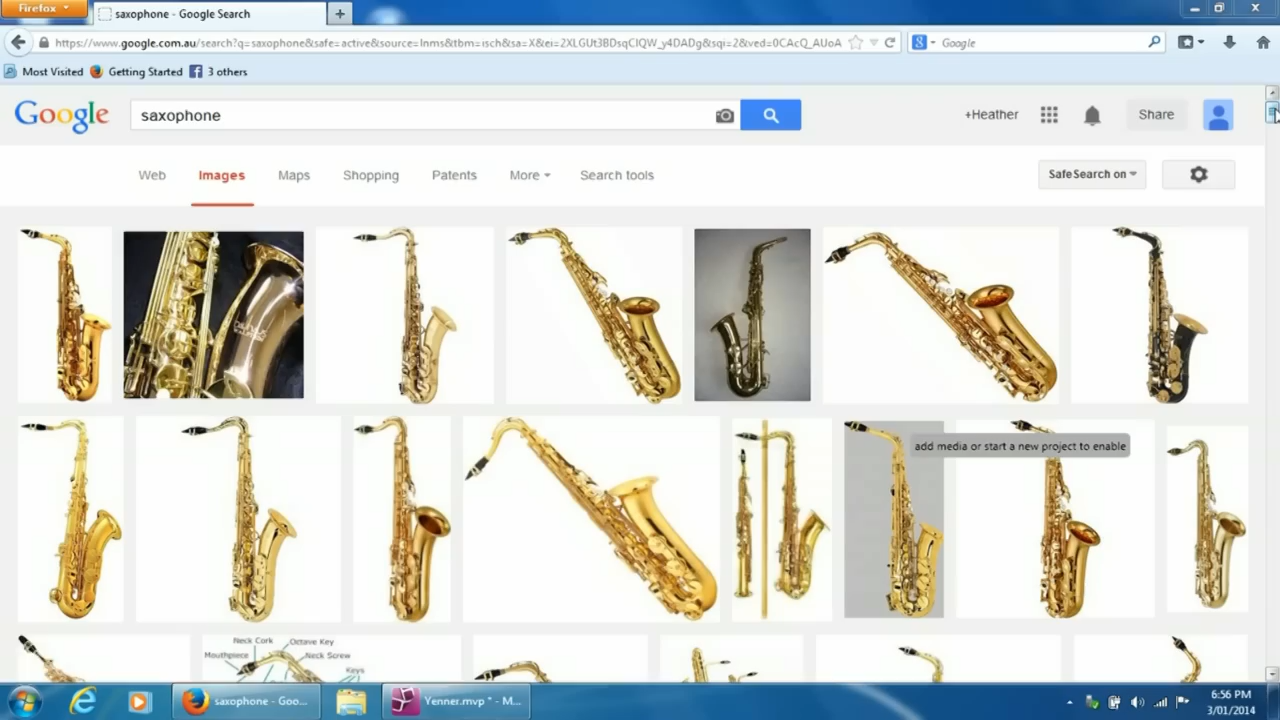 Firefox
saxophone - Google Search
https://www.google.com.au/search?q=saxophone&safe=active&source=lnms&tbm=isch&sa=X&ei=2XLGUt3BDsqCIQW_y4DADg&sqi=2&ved=0CAcQ_AUoA
Google
Most Visited
Getting Started
3 others
Google
saxophone
+Heather
Share
Web
Images
Maps
Shopping
Patents
More
Search tools
SafeSearch on
add media or start a new project to enable
Neck Cork
Octave Key
Mouthpiece
Neck Screw
Keys
saxophone - Goo...
Yenner.mvp * - M...
6:56 PM
3/01/2014